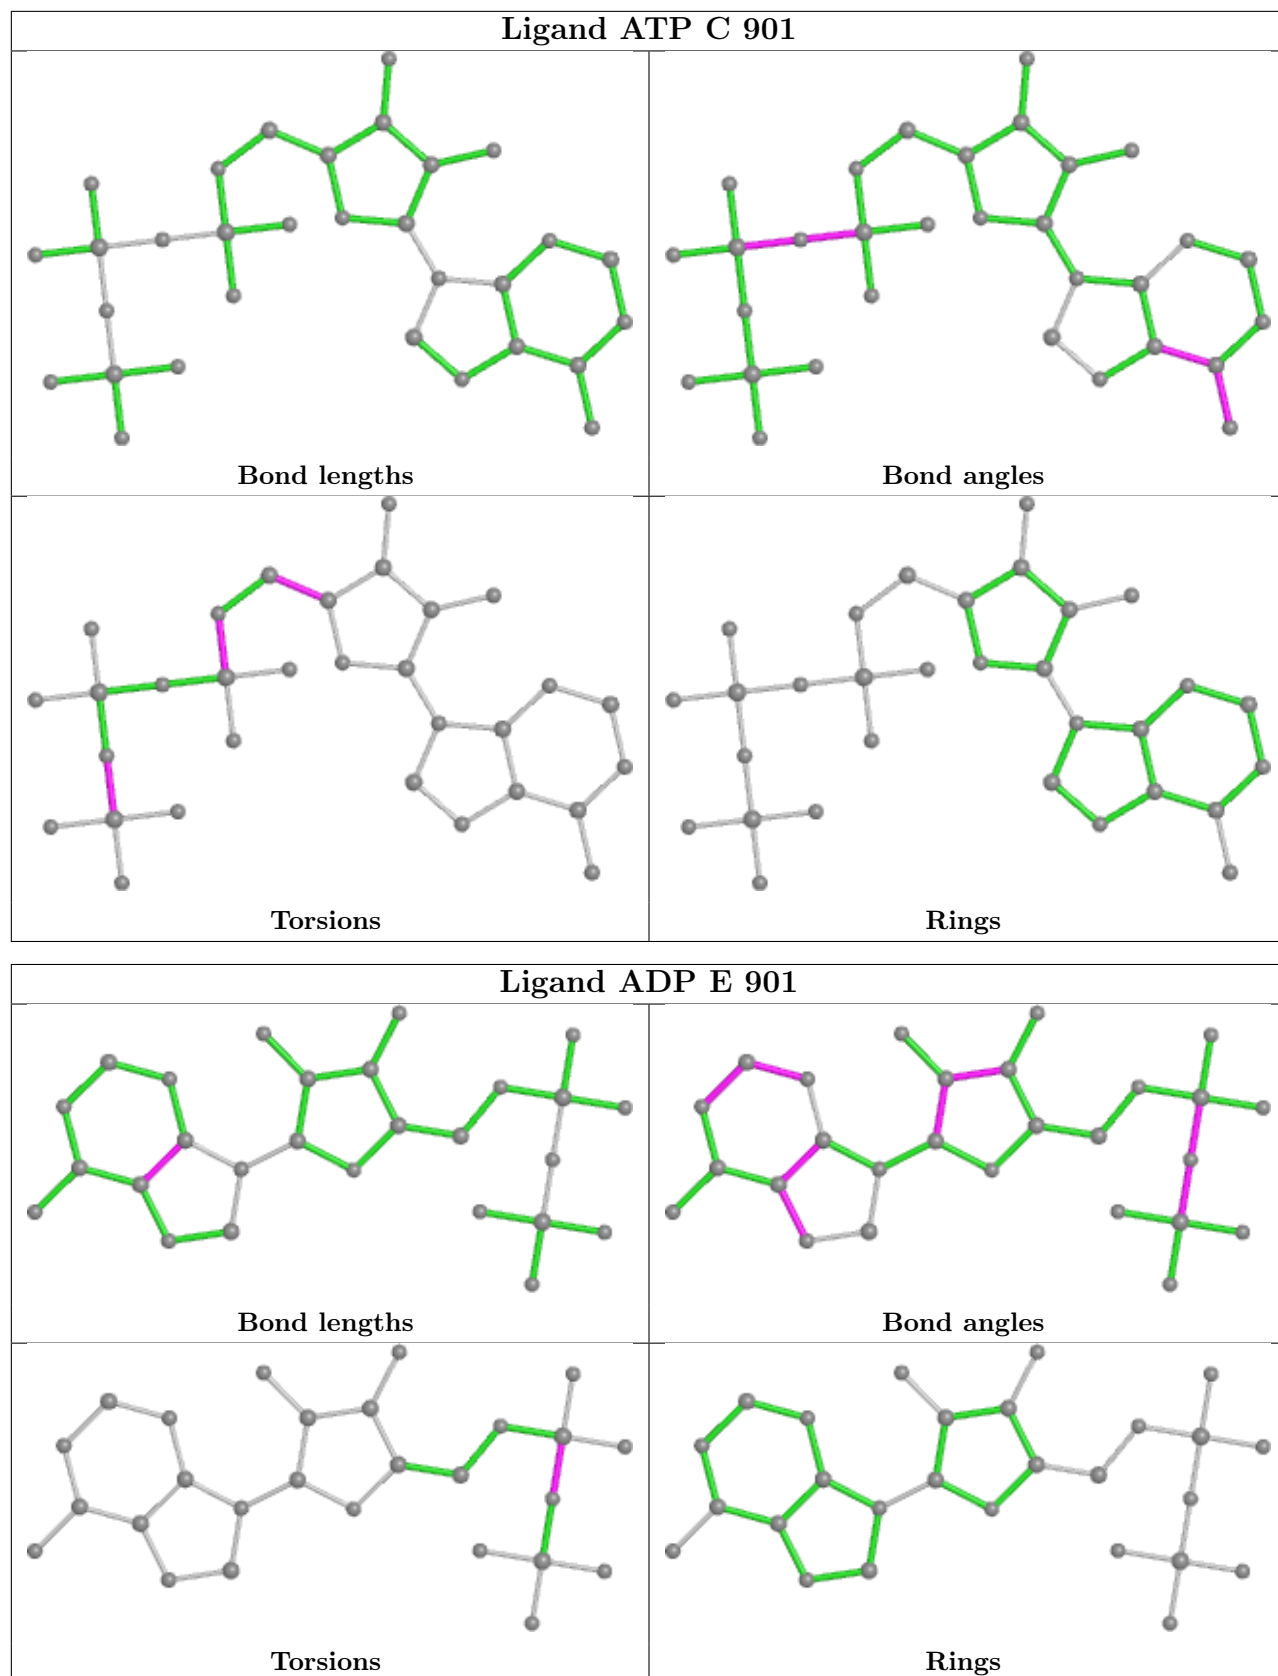 Ligand ATP C 901
Bond lengths
Bond angles
Torsions
Rings
Ligand ADP E 901
Bond lengths
Bond angles
Torsions
Rings